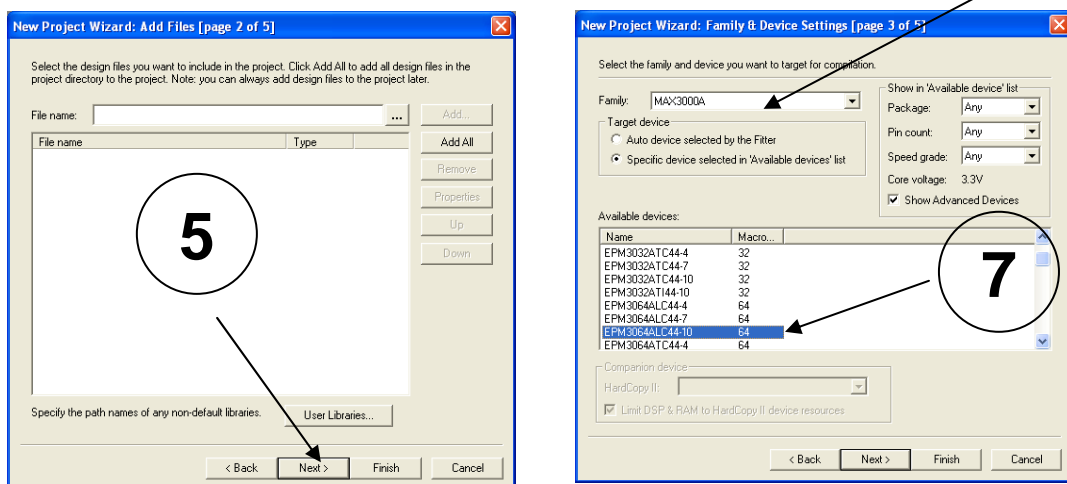 New Project Wizard: Add Files [page 2 of 5]
Select the design files you want to include in the project. Click Add All to add all design files in the
project directory to the project. Note: you can always add design files to the project later.
File name:
...
Add...
File name Type
Add All
Remove
Properties
Up
Down
5
Specify the path names of any non-default libraries.
User Libraries...
< Back Next > Finish Cancel
New Project Wizard: Family & Device Settings [page 3 of 5]
Select the family and device you want to target for compilation.
Family: MAX3000A
Target device
Auto device selected by the Fitter
Specific device selected in 'Available devices' list
Show in 'Available device' list
Package: Any
Pin count: Any
Speed grade: Any
Core voltage: 3.3V
Show Advanced Devices
Available devices:
Name Macro...
EPM3032ATC44-4 32
EPM3032ATC44-7 32
EPM3032ATC44-10 32
EPM3032ATI44-10 32
EPM3064ALC44-4 64
EPM3064ALC44-7 64
EPM3064ALC44-10 64
EPM3064ATC44-4 64
7
Companion device
HardCopy II:
Limit DSP & RAM to HardCopy II device resources
< Back Next > Finish Cancel